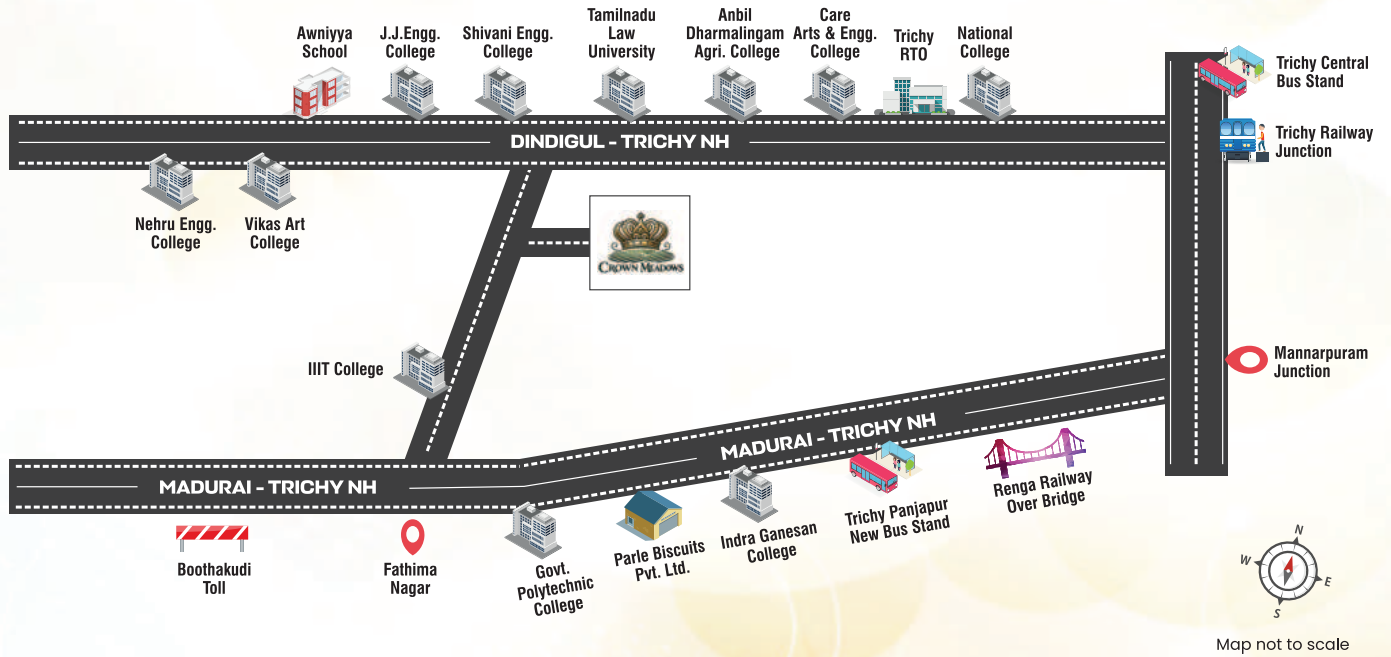 Awniyya
School
J.J.Engg.
College
Shivani Engg.
College
Tamilnadu
Law
University
Anbil
Dharmalingam
Agri. College
Care
Arts & Engg.
College
Trichy
RTO
National
College
Trichy Central
Bus Stand
Trichy Railway
Junction
DINDIGUL - TRICHY NH
Nehru Engg.
College
Vikas Art
College
CROWN MEADOWS
IIIT College
Mannarpuram
Junction
MADURAI - TRICHY NH
MADURAI - TRICHY NH
Boothakudi
Toll
Fathima
Nagar
Govt.
Polytechnic
College
Parle Biscuits
Pvt. Ltd.
Indra Ganesan
College
Trichy Panjapur
New Bus Stand
Renga Railway
Over Bridge
N
W
E
S
Map not to scale